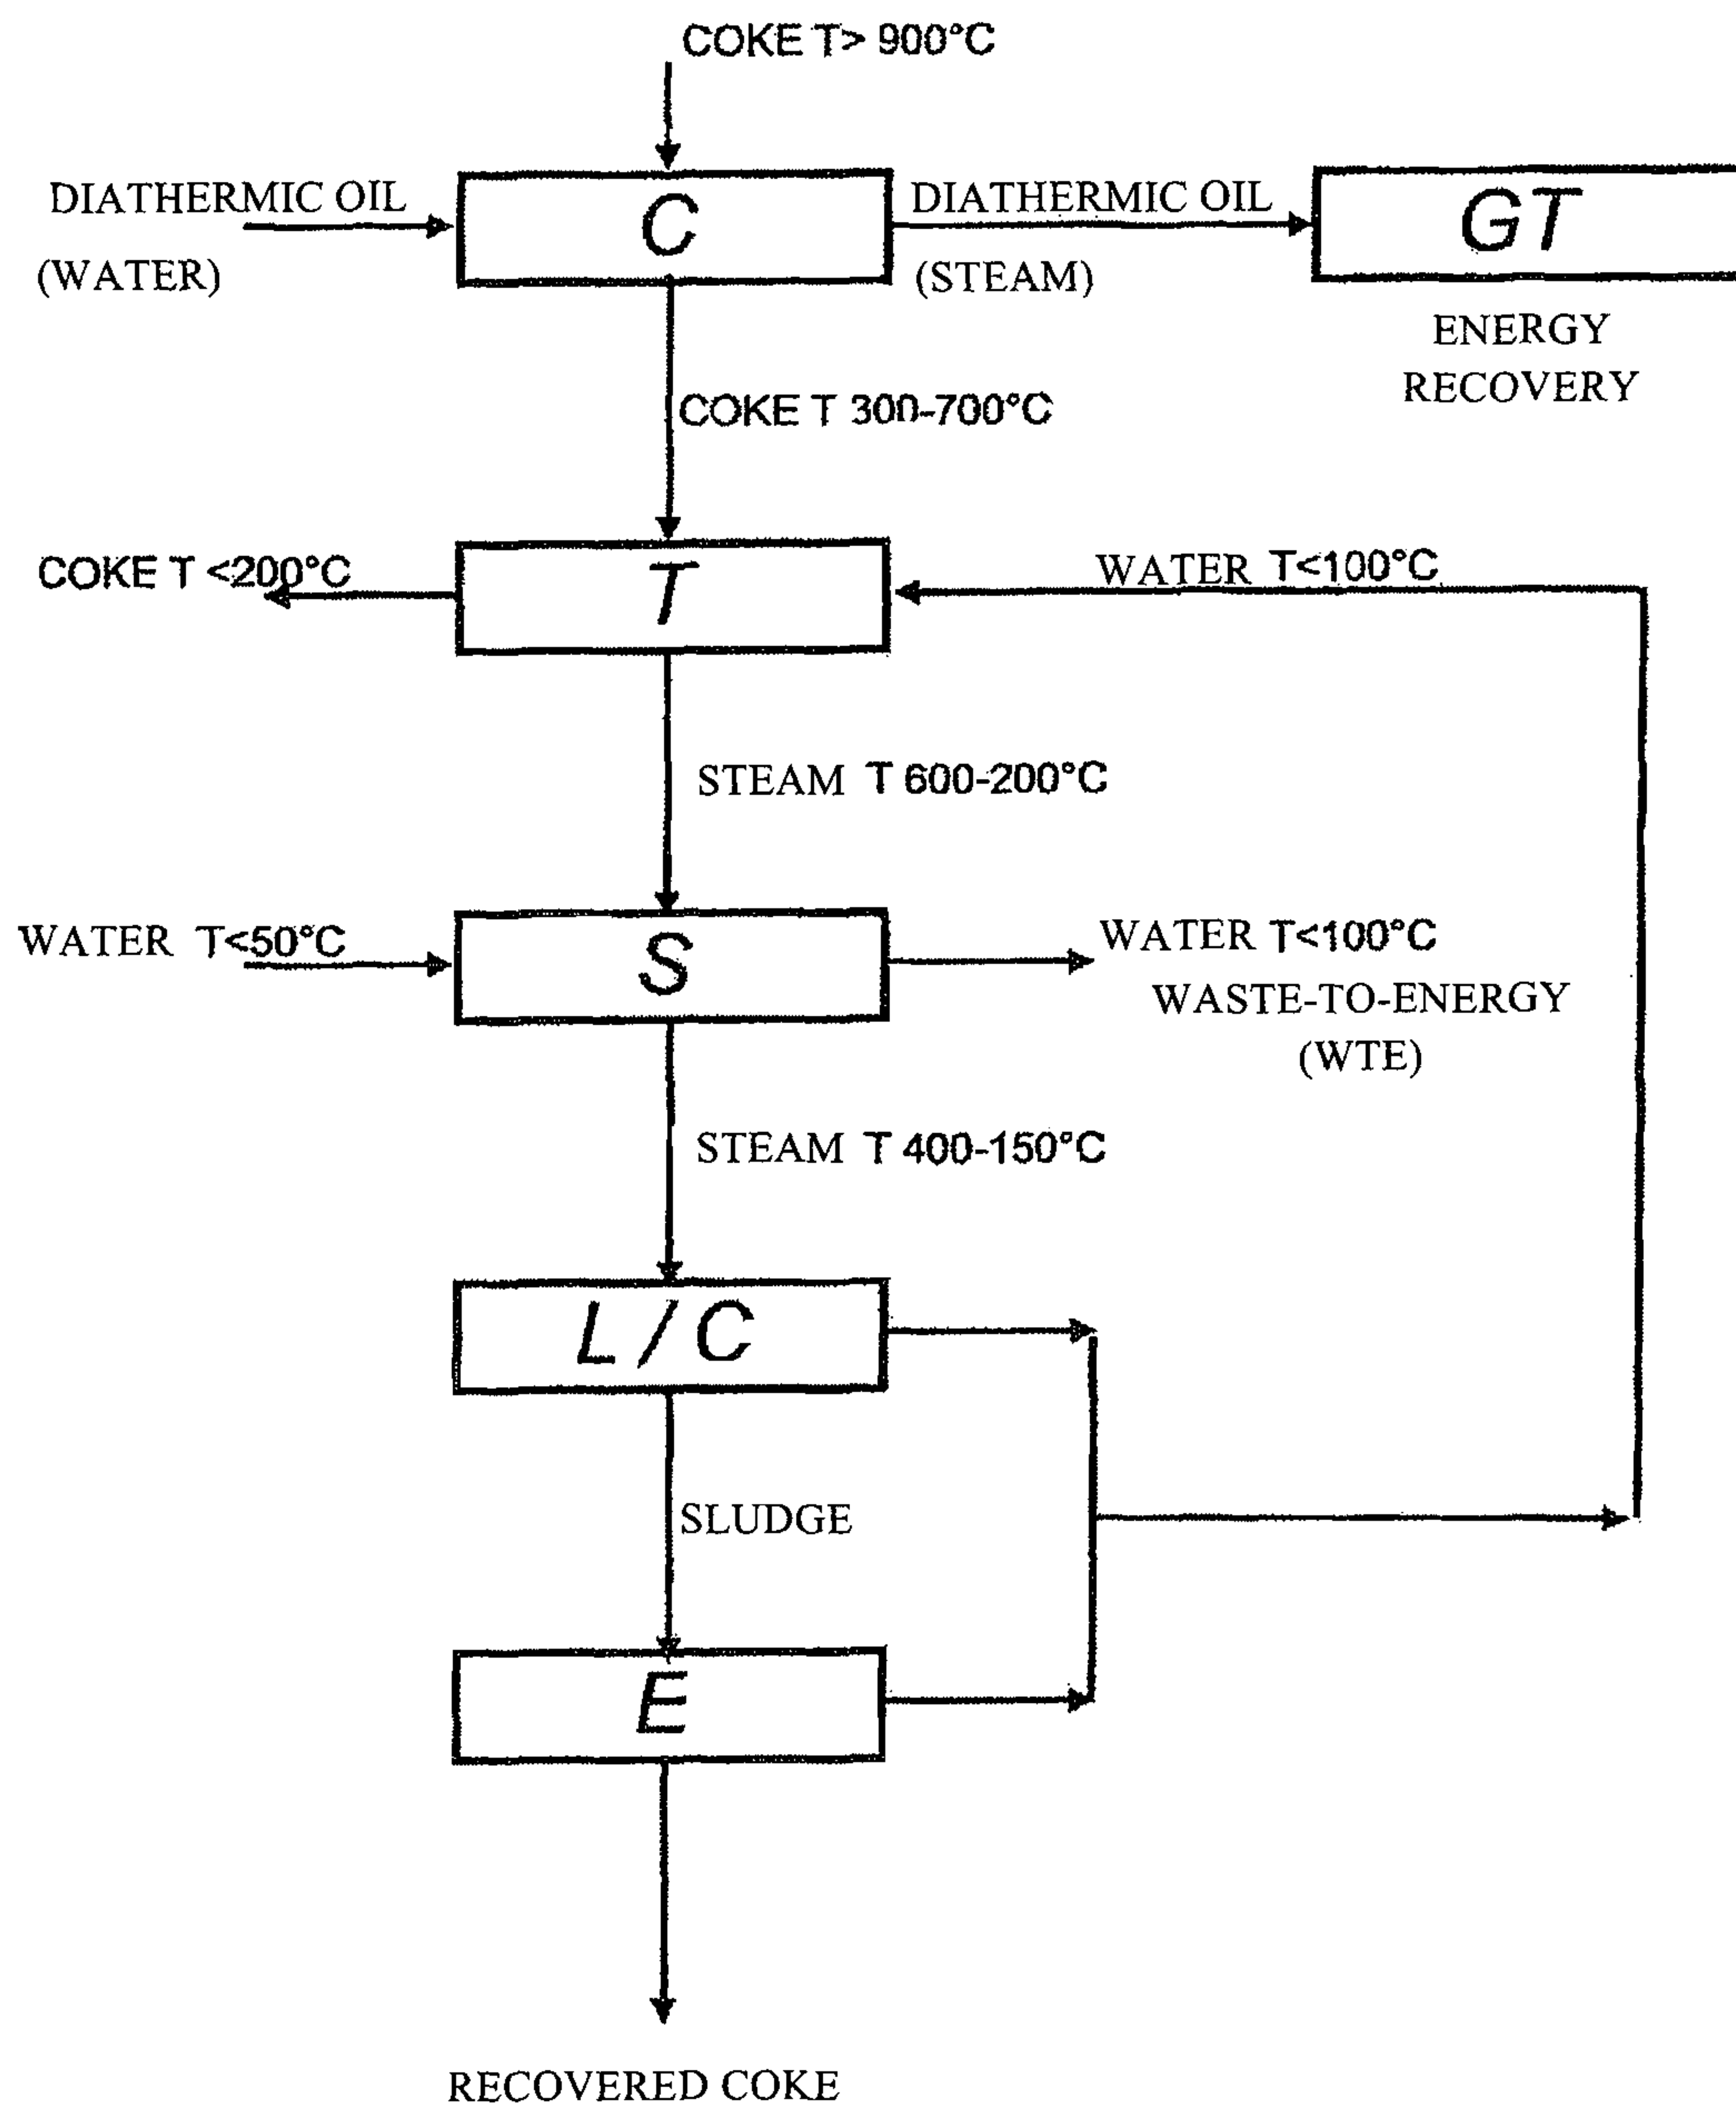 COKE T> 900°C
DIATHERMIC OIL
(WATER)
C
DIATHERMIC OIL
(STEAM)
GT
ENERGY
RECOVERY
COKE T 300-700°C
COKE T <200°C
T
WATER T<100°C
STEAM T 600-200°C
WATER T<50°C
S
WATER T<100°C
WASTE-TO-ENERGY
(WTE)
STEAM T 400-150°C
L / C
SLUDGE
E
RECOVERED COKE